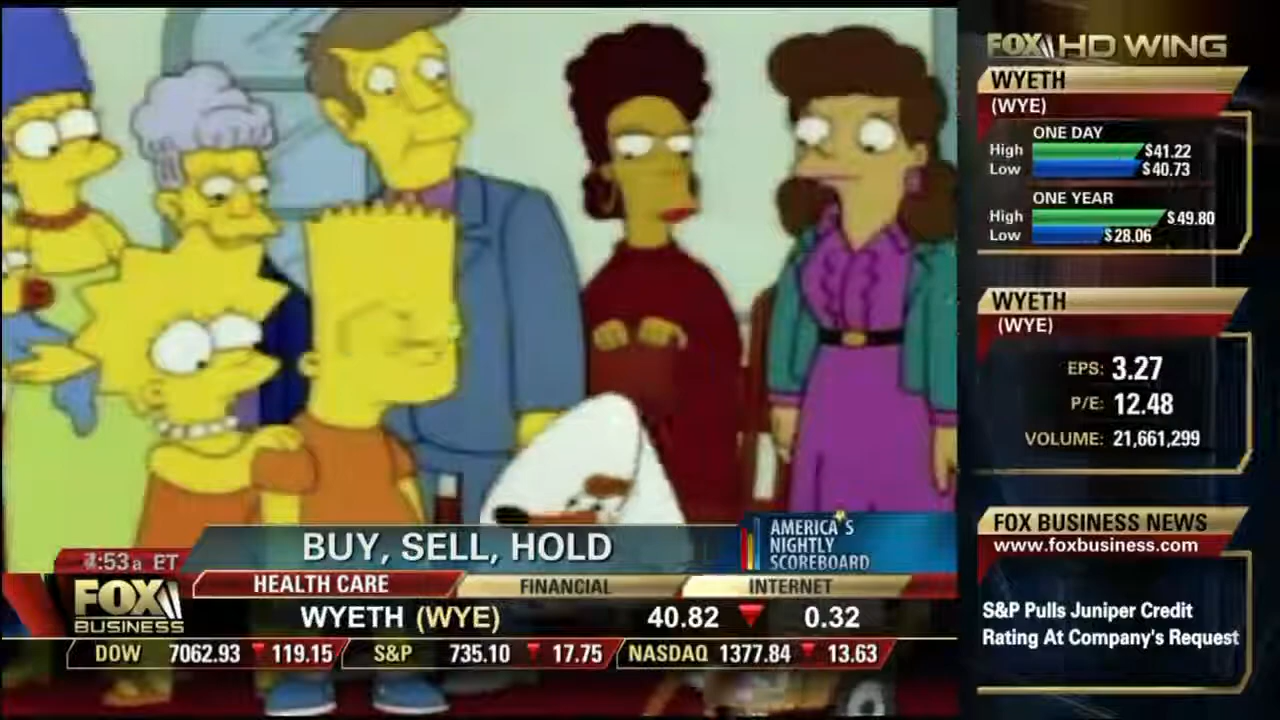 FOX HD WING
WYETH
(WYE)
ONE DAY
High $41.22
Low $40.73
ONE YEAR
High $49.80
Low $28.06
WYETH
(WYE)
EPS: 3.27
P/E: 12.48
VOLUME: 21,661,299
FOX BUSINESS NEWS
www.foxbusiness.com
S&P Pulls Juniper Credit
Rating At Company's Request
BUY, SELL, HOLD
AMERICA'S
NIGHTLY
SCOREBOARD
:53a ET
HEALTH CARE FINANCIAL INTERNET
FOX
BUSINESS
WYETH (WYE) 40.82 ▼ 0.32
DOW 7062.93 ▼ 119.15 S&P 735.10 ▼ 17.75 NASDAQ 1377.84 ▼ 13.63